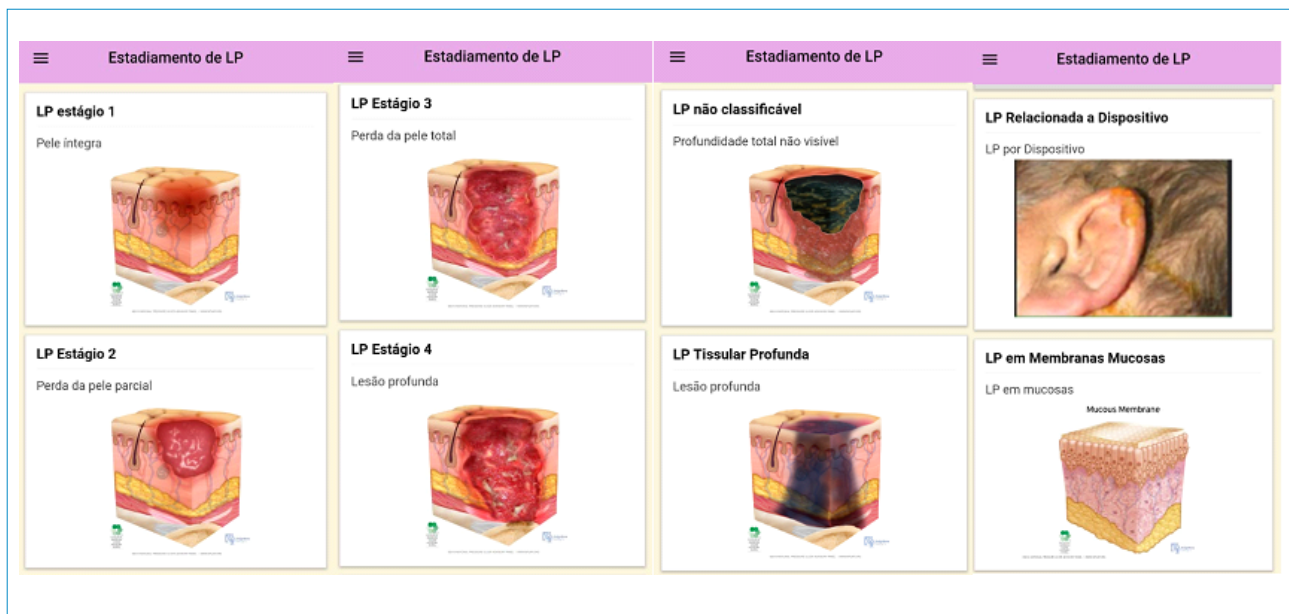 Estadiamento de LP
LP estágio 1
Pele íntegra
LP Estágio 2
Perda da pele parcial
Estadiamento de LP
LP Estágio 3
Perda da pele total
LP Estágio 4
Lesão profunda
Estadiamento de LP
LP não classificável
Profundidade total não visível
LP Tissular Profunda
Lesão profunda
Estadiamento de LP
LP Relacionada a Dispositivo
LP por Dispositivo
LP em Membranas Mucosas
LP em mucosas
Mucous Membrane